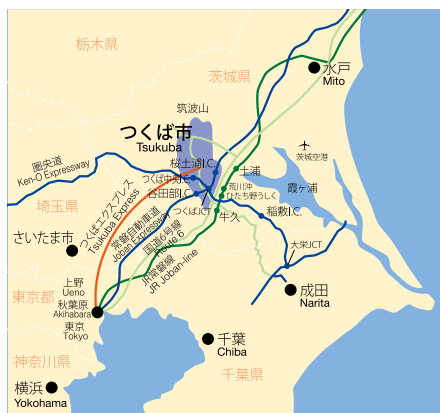 栃木県
茨城県
水戸
Mito
筑波山
つくば市
Tsukuba
圏央道
Ken-O Expressway
桜土浦I.C.
つくば中央I.C.
谷田部I.C.
つくばJCT
土浦
荒川沖
ひたち野うしく
牛久
茨城空港
霞ヶ浦
稲敷I.C.
大栄JCT
埼玉県
さいたま市
つくばエクスプレス
Tsukuba Express
常磐自動車道
Joban Expressway
国道6号線
Route 6
JR常磐線
JR Joban-line
上野
Ueno
秋葉原
Akihabara
東京
Tokyo
東京都
成田
Narita
千葉
Chiba
千葉県
神奈川県
横浜
Yokohama